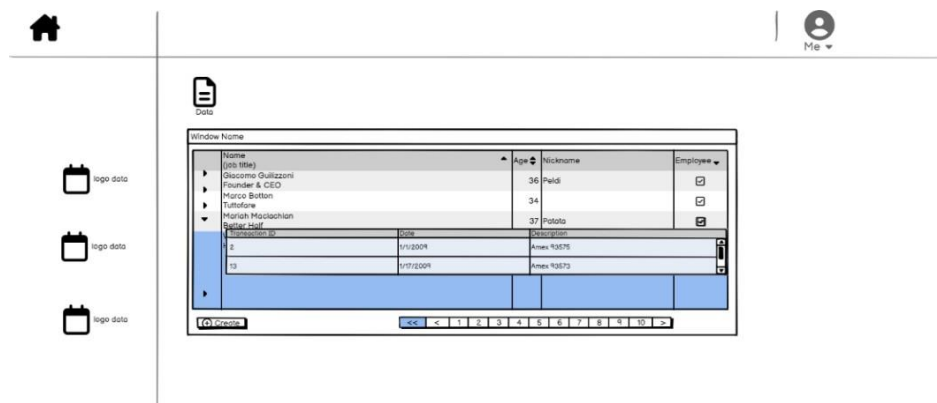 Me
Data
Window Name
Name
(job title)
Age
Nickname
Employee
Giacomo Guilizzoni
Founder & CEO
36
Peldi
Marco Botton
Tuttofare
34
Mariah Maclachlan
Better Half
37
Patata
Transaction ID
Date
Description
2
1/1/2009
Amex 93575
13
1/17/2009
Amex 93573
logo data
logo data
logo data
Create
<< < 1 2 3 4 5 6 7 8 9 10 >